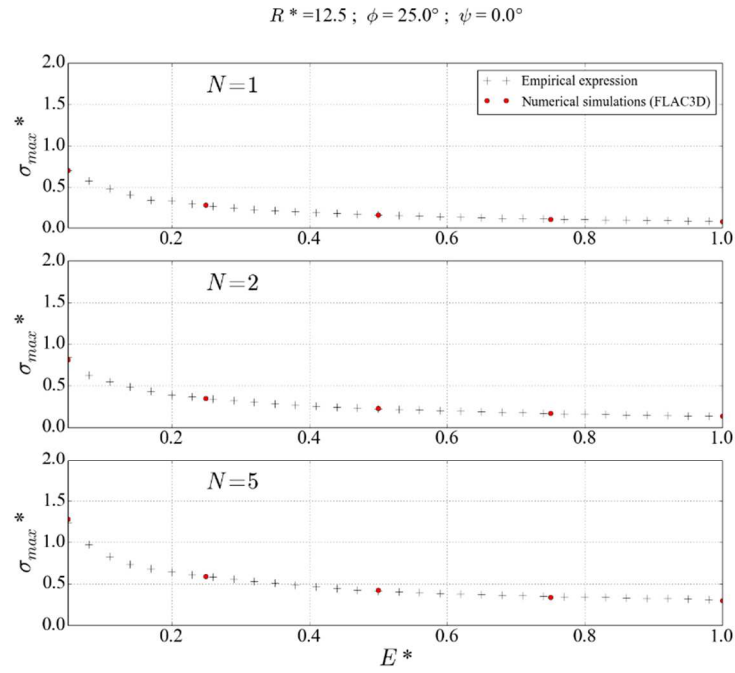 R * =12.5 ; ϕ = 25.0° ; ψ = 0.0°
2.0
N=1
Empirical expression
1.5
Numerical simulations (FLAC3D)
σmax*
1.0
0.5
0.0
0.2 0.4 0.6 0.8 1.0
2.0
N=2
1.5
σmax*
1.0
0.5
0.0
0.2 0.4 0.6 0.8 1.0
2.0
N=5
1.5
σmax*
1.0
0.5
0.0
0.2 0.4 0.6 0.8 1.0
E *